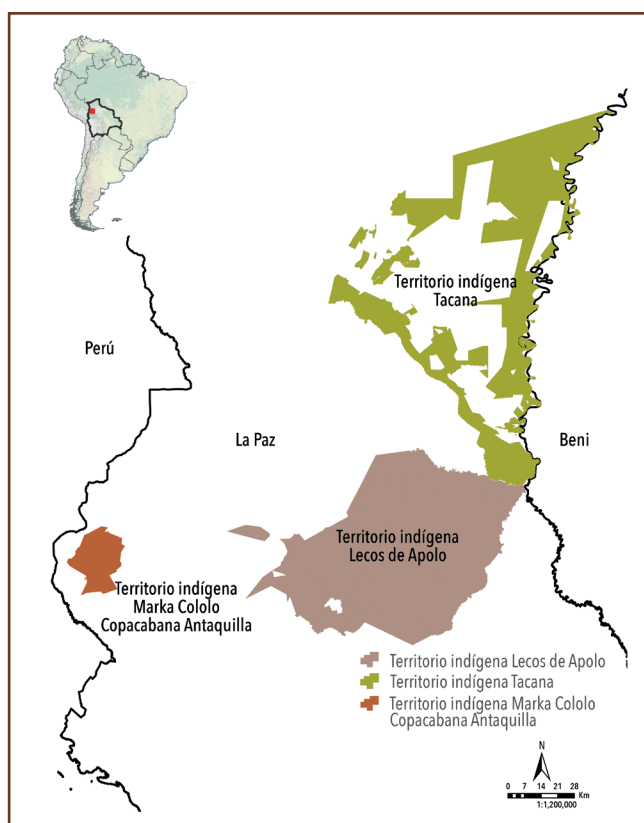 Territorio indígena
Tacana
Perú
La Paz
Beni
Territorio indígena
Lecos de Apolo
Territorio indígena
Marka Cololo
Copacabana Antaquilla
Territorio indígena Lecos de Apolo
Territorio indígena Tacana
Territorio indígena Marka Cololo
Copacabana Antaquilla
N
0 7 14 21 28
Km
1:1,200,000